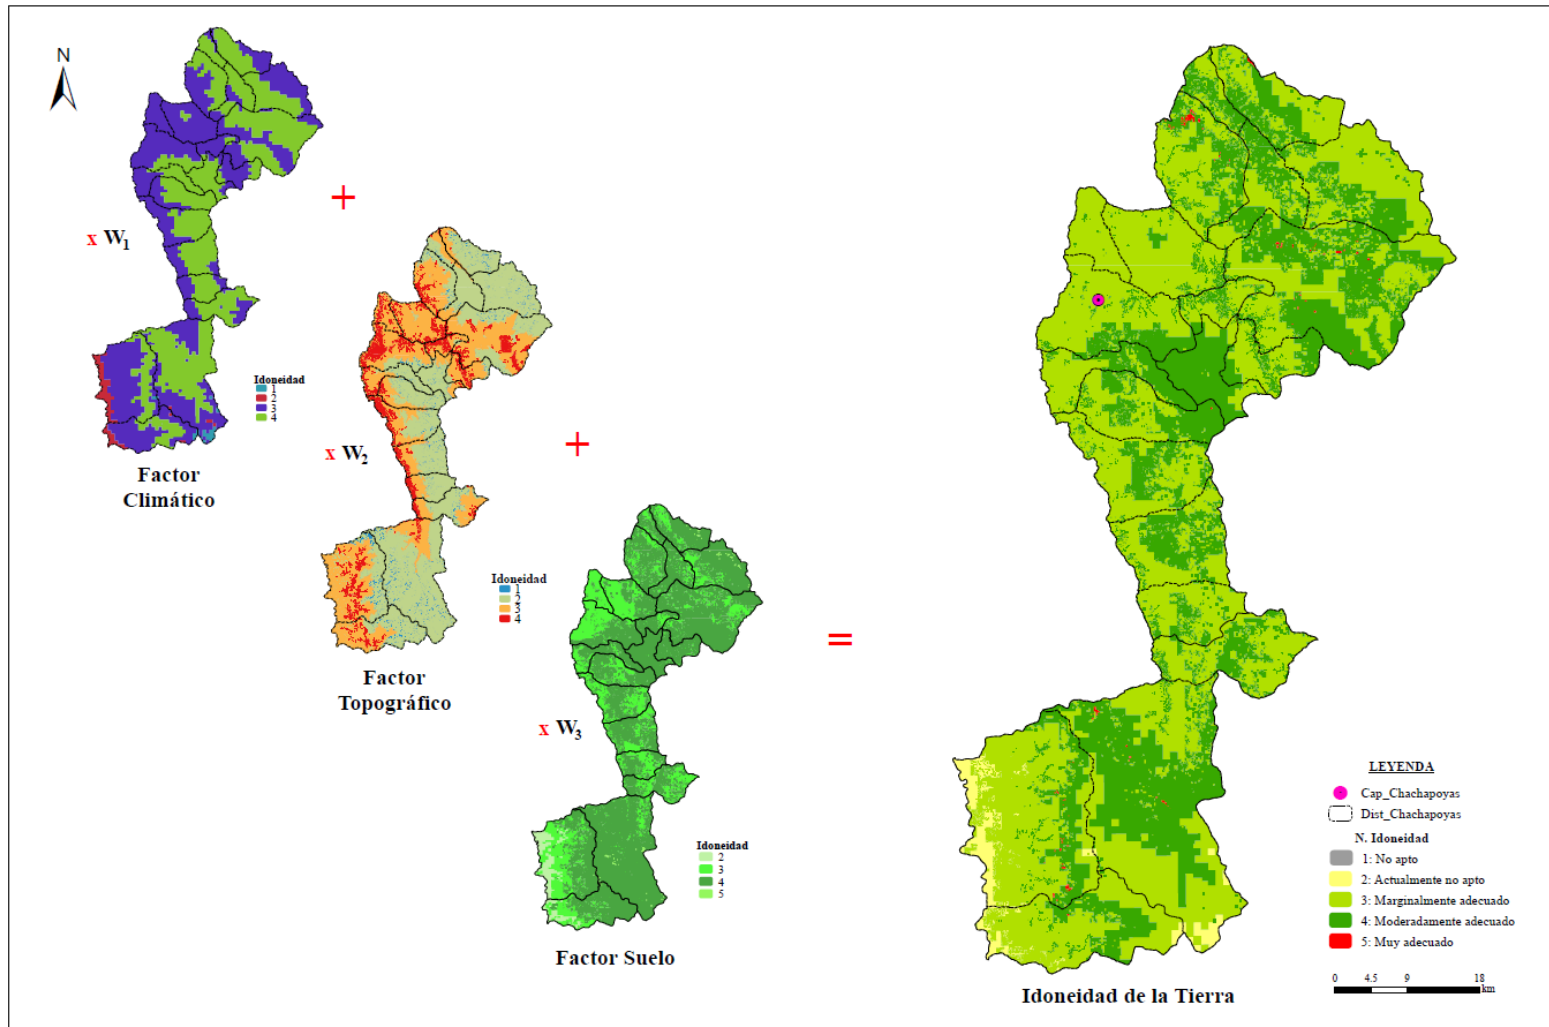 N
x W1
+
Idoneidad
1
2
3
4
Factor
Climático
x W2
+
Idoneidad
1
2
3
4
Factor
Topográfico
x W3
=
Idoneidad
2
3
4
5
Factor Suelo
LEYENDA
Cap_Chachapoyas
Dist_Chachapoyas
N. Idoneidad
1: No apto
2: Actualmente no apto
3: Marginalmente adecuado
4: Moderadamente adecuado
5: Muy adecuado
0 4.5 9 18
km
Idoneidad de la Tierra